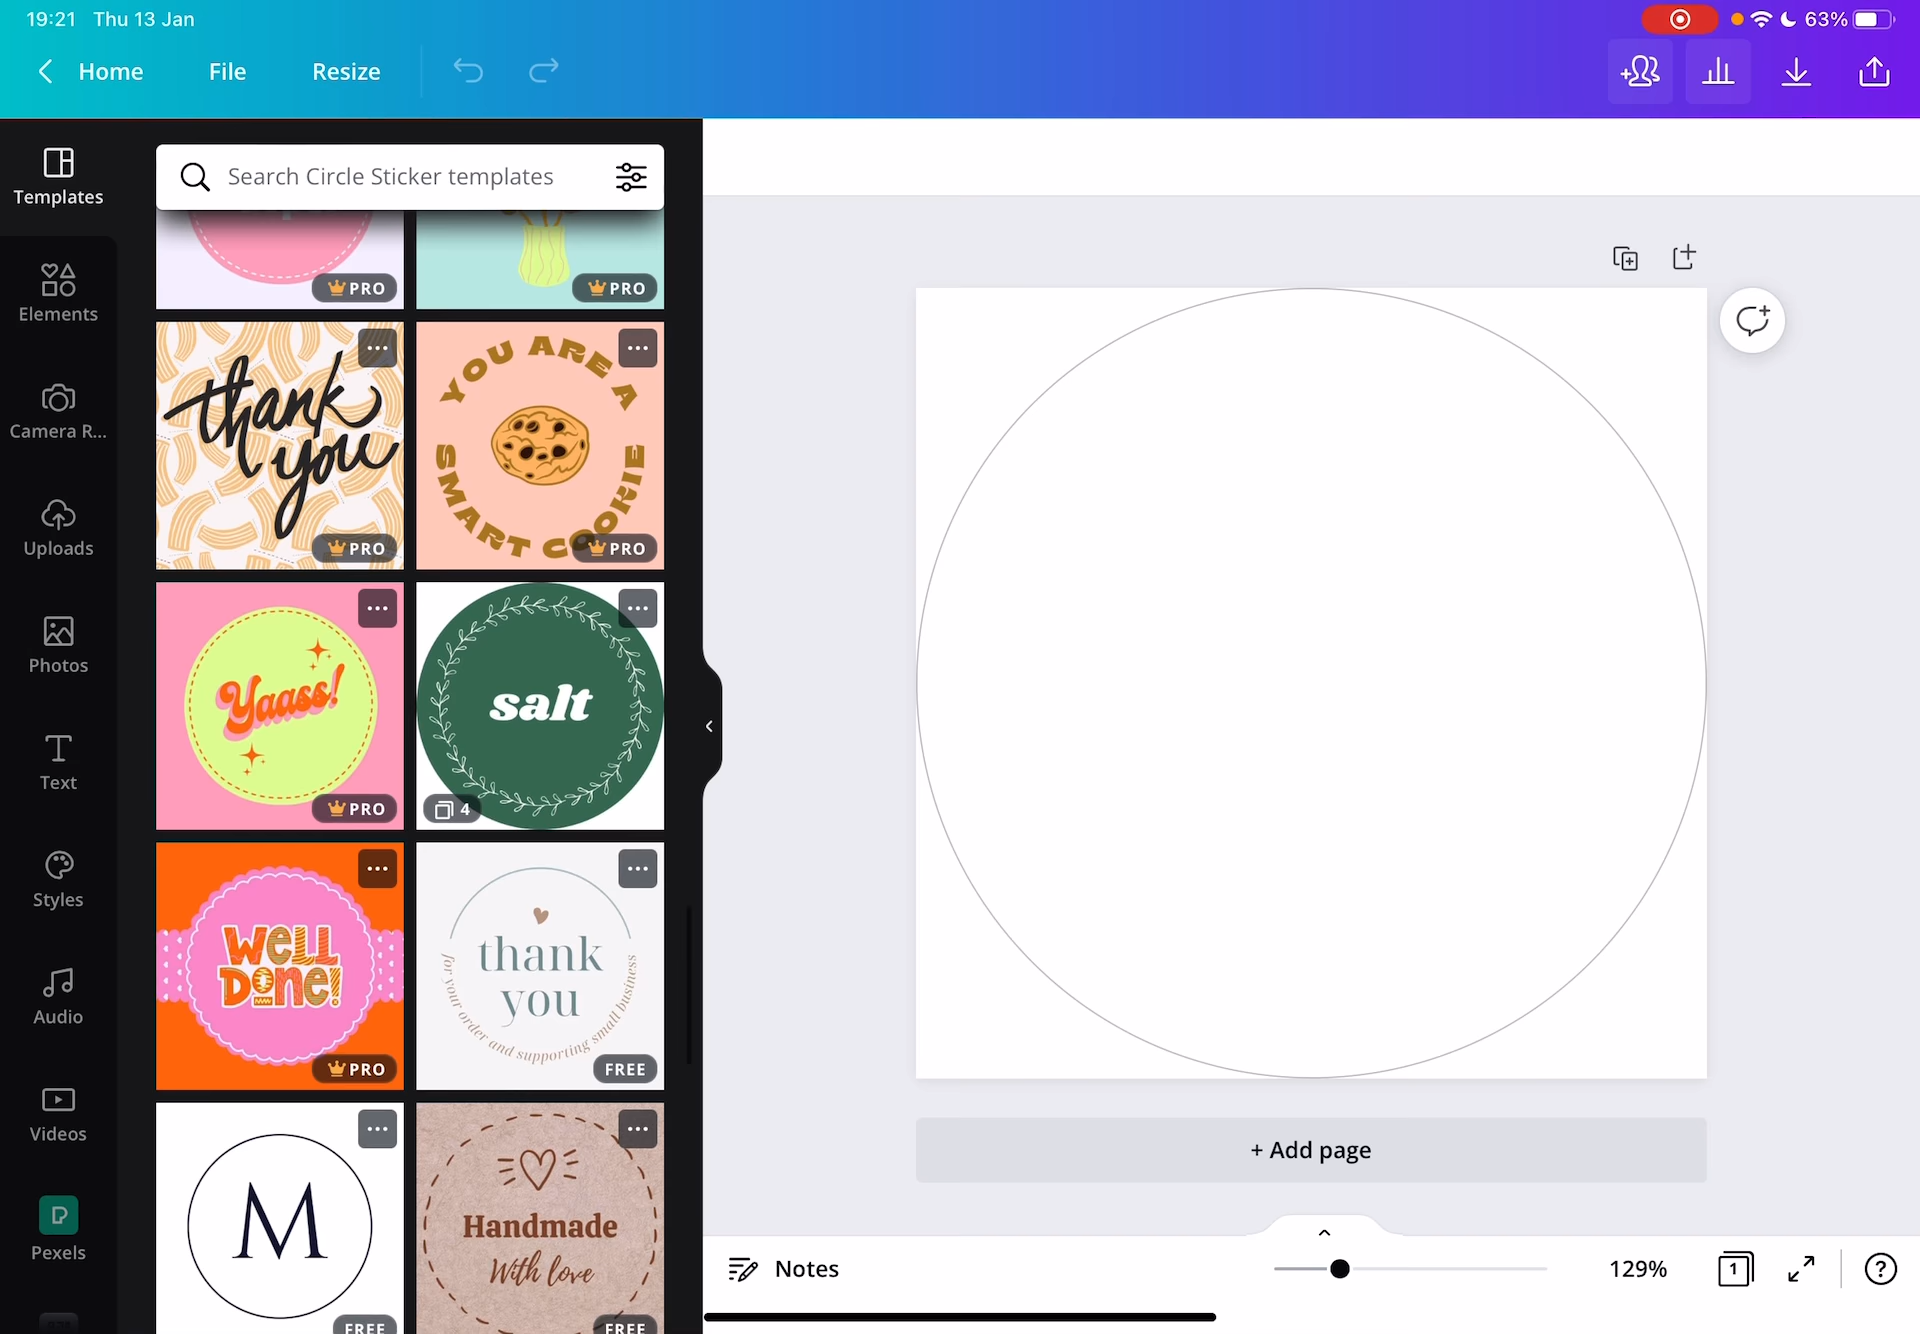 19:21 Thu 13 Jan
63%
Home File Resize
Templates
Elements
Camera R...
Uploads
Photos
Text
Styles
Audio
Videos
Pexels
Search Circle Sticker templates
PRO
PRO
thank
you
PRO
YOU ARE A
SMART COOKIE
PRO
Yaass!
PRO
salt
4
WELL
DONE!
PRO
thank
you
for your order and supporting small business
FREE
M
FREE
Handmade
With love
FREE
+ Add page
Notes
129%
1
?